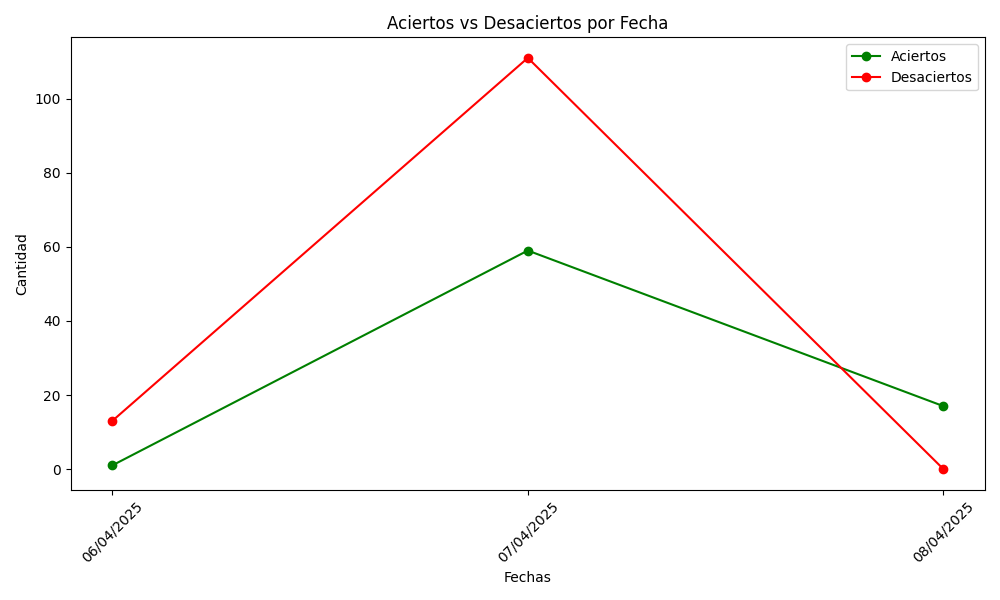 Aciertos vs Desaciertos por Fecha
Aciertos
Desaciertos
Cantidad
100
80
60
40
20
0
06/04/2025
07/04/2025
08/04/2025
Fechas